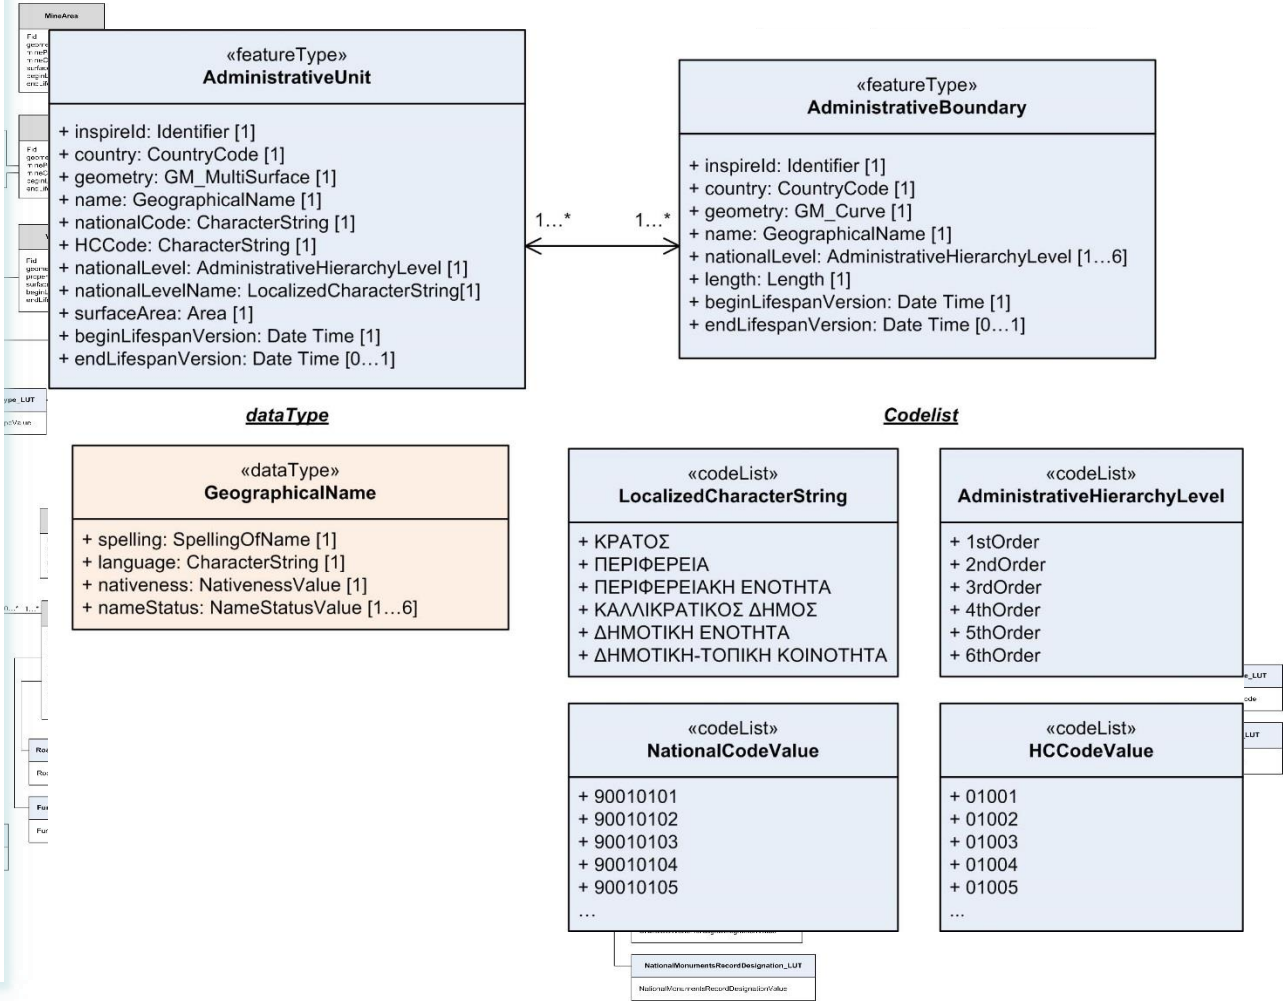 MineArea
Fid
«featureType»
AdministrativeUnit
+ inspireId: Identifier [1]
+ country: CountryCode [1]
+ geometry: GM_MultiSurface [1]
+ name: GeographicalName [1]
+ nationalCode: CharacterString [1]
+ HCCode: CharacterString [1]
+ nationalLevel: AdministrativeHierarchyLevel [1]
+ nationalLevelName: LocalizedCharacterString[1]
+ surfaceArea: Area [1]
+ beginLifespanVersion: Date Time [1]
+ endLifespanVersion: Date Time [0...1]
1...*
1...*
«featureType»
AdministrativeBoundary
+ inspireId: Identifier [1]
+ country: CountryCode [1]
+ geometry: GM_Curve [1]
+ name: GeographicalName [1]
+ nationalLevel: AdministrativeHierarchyLevel [1...6]
+ length: Length [1]
+ beginLifespanVersion: Date Time [1]
+ endLifespanVersion: Date Time [0...1]
Fid
Fid
dataType
«dataType»
GeographicalName
+ spelling: SpellingOfName [1]
+ language: CharacterString [1]
+ nativeness: NativenessValue [1]
+ nameStatus: NameStatusValue [1...6]
Codelist
«codeList»
LocalizedCharacterString
+ ΚΡΑΤΟΣ
+ ΠΕΡΙΦΕΡΕΙΑ
+ ΠΕΡΙΦΕΡΕΙΑΚΗ ΕΝΟΤΗΤΑ
+ ΚΑΛΛΙΚΡΑΤΙΚΟΣ ΔΗΜΟΣ
+ ΔΗΜΟΤΙΚΗ ΕΝΟΤΗΤΑ
+ ΔΗΜΟΤΙΚΗ-ΤΟΠΙΚΗ ΚΟΙΝΟΤΗΤΑ
«codeList»
AdministrativeHierarchyLevel
+ 1stOrder
+ 2ndOrder
+ 3rdOrder
+ 4thOrder
+ 5thOrder
+ 6thOrder
«codeList»
NationalCodeValue
+ 90010101
+ 90010102
+ 90010103
+ 90010104
+ 90010105
...
«codeList»
HCCodeValue
+ 01001
+ 01002
+ 01003
+ 01004
+ 01005
...
NationalMonumentsRecordDesignation_LUT
NationalMonumentsRecordDesignationValue